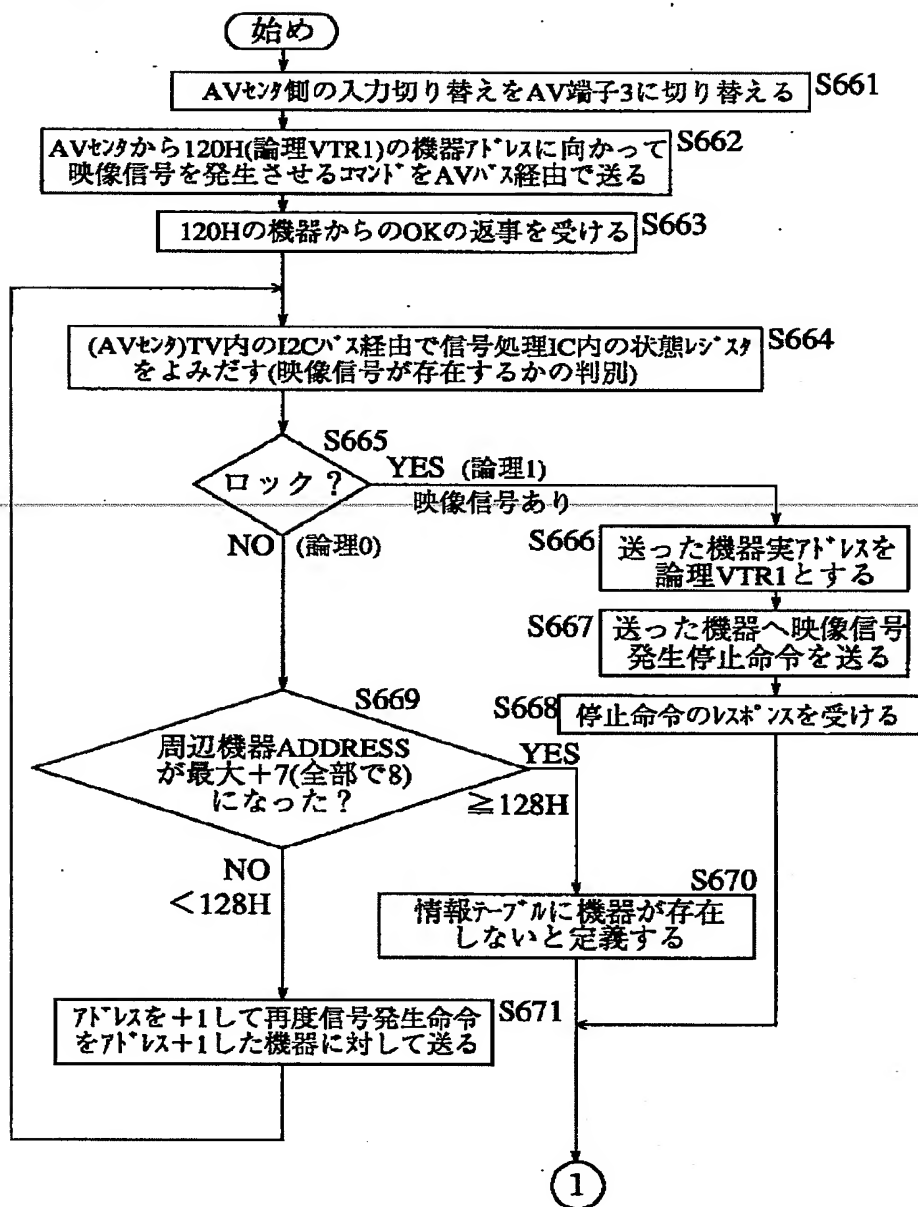 始め
AVｾﾝﾀ側の入力切り替えをAV端子3に切り替える
S661
S662
AVｾﾝﾀから120H(論理VTR1)の機器ｱﾄﾞﾚｽに向かって
映像信号を発生させるｺﾏﾝﾄﾞをAVﾊﾞｽ経由で送る
120Hの機器からのOKの返事を受ける
S663
(AVｾﾝﾀ)TV内のI2Cﾊﾞｽ経由で信号処理IC内の状態ﾚｼﾞｽﾀ
をよみだす(映像信号が存在するかの判別)
S664
S665
ロック？
YES (論理1)
映像信号あり
NO (論理0)
S666
送った機器実ｱﾄﾞﾚｽを
論理VTR1とする
S667
送った機器へ映像信号
発生停止命令を送る
S668
停止命令のﾚｽﾎﾟﾝｽを受ける
S669
周辺機器ADDRESS
が最大+7(全部で8)
になった？
YES
≧128H
NO
<128H
S670
情報ﾃｰﾌﾞﾙに機器が存在
しないと定義する
S671
ｱﾄﾞﾚｽを+1して再度信号発生命令
をｱﾄﾞﾚｽ+1した機器に対して送る
1